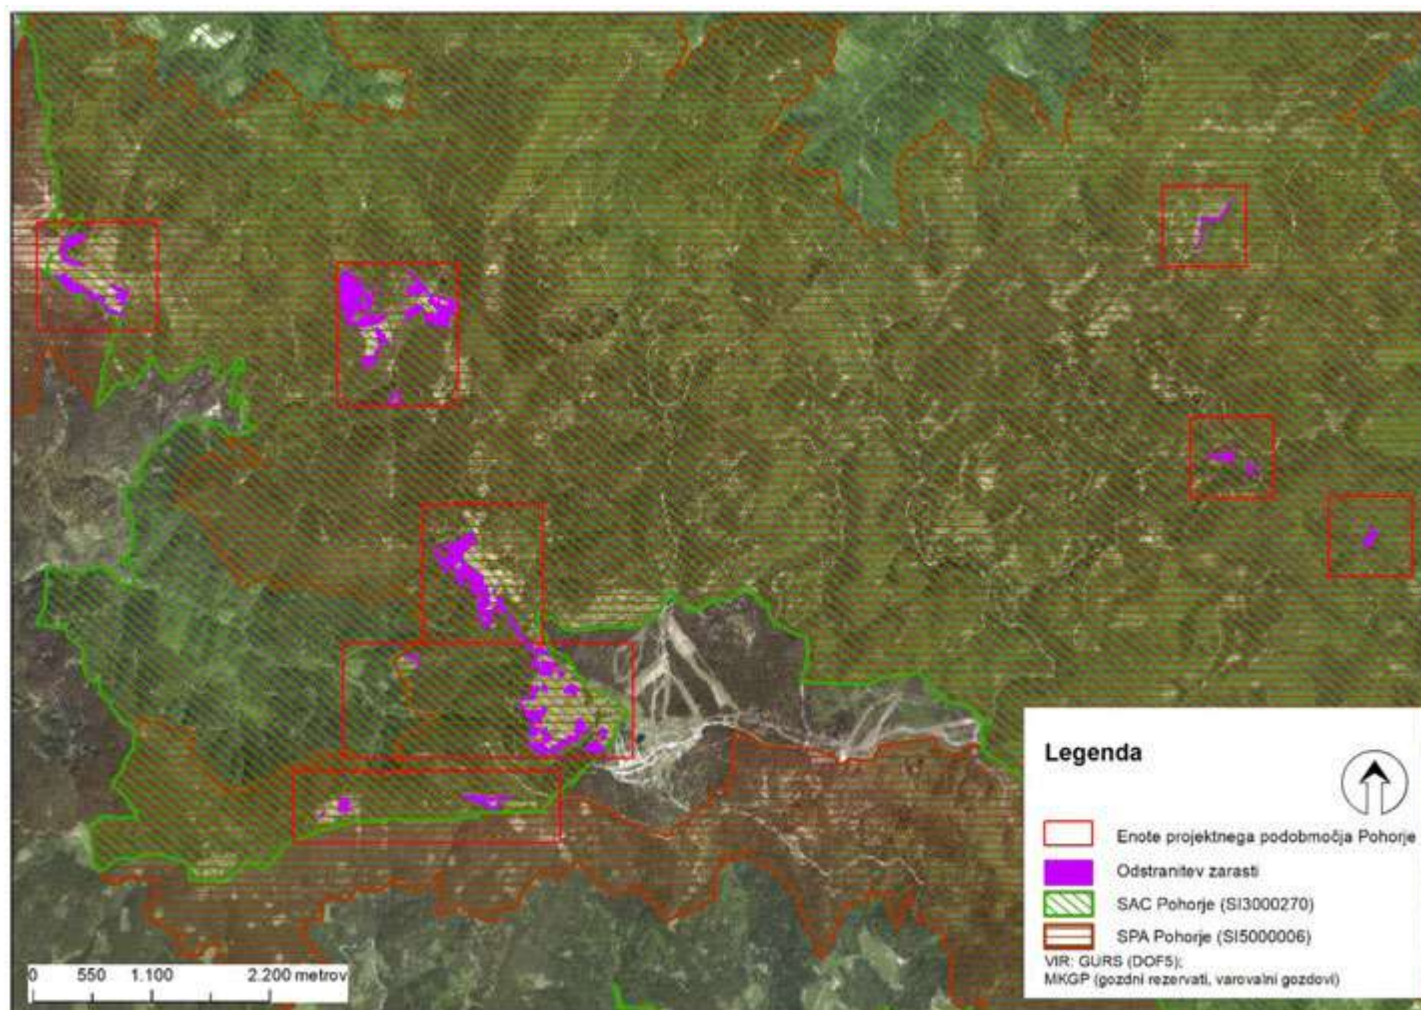 Legenda
Enote projektnega podobmočja Pohorje
Odstranitev zarasti
SAC Pohorje (SI3000270)
SPA Pohorje (SI5000006)
VIR: GURS (DOF5);
MKGP (gozdni rezervati, varovalni gozdovi)
0 550 1.100 2.200 metrov